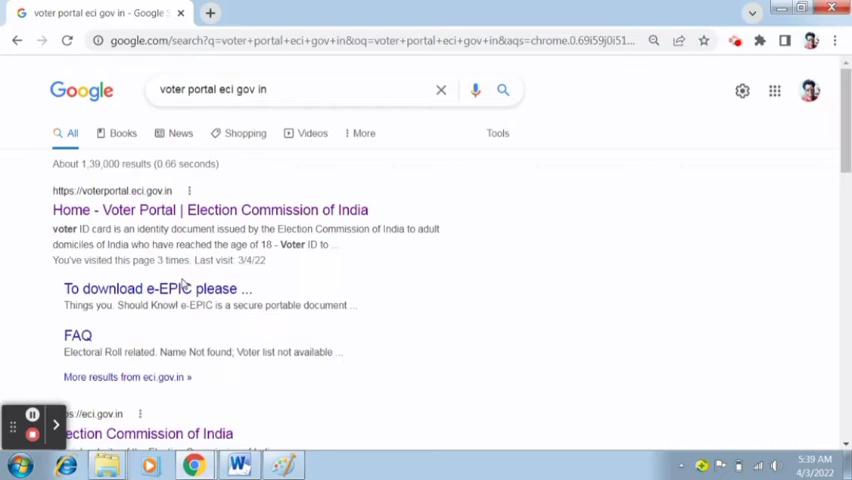 voter portal eci gov in - Google S
google.com/search?q=voter+portal+eci+gov+in&oq=voter+portal+eci+gov+in&aqs=chrome.0.69i59j0i51...
Google
voter portal eci gov in
All
Books
News
Shopping
Videos
More
Tools
About 1,39,000 results (0.66 seconds)
https://voterportal.eci.gov.in
Home - Voter Portal | Election Commission of India
voter ID card is an identity document issued by the Election Commission of India to adult
domiciles of India who have reached the age of 18 - Voter ID to ...
You've visited this page 3 times. Last visit: 3/4/22
To download e-EPIC please ...
Things you. Should Know! e-EPIC is a secure portable document ...
FAQ
Electoral Roll related. Name Not found; Voter list not available ...
More results from eci.gov.in »
ps://eci.gov.in
ection Commission of India
5:39 AM
4/3/2022